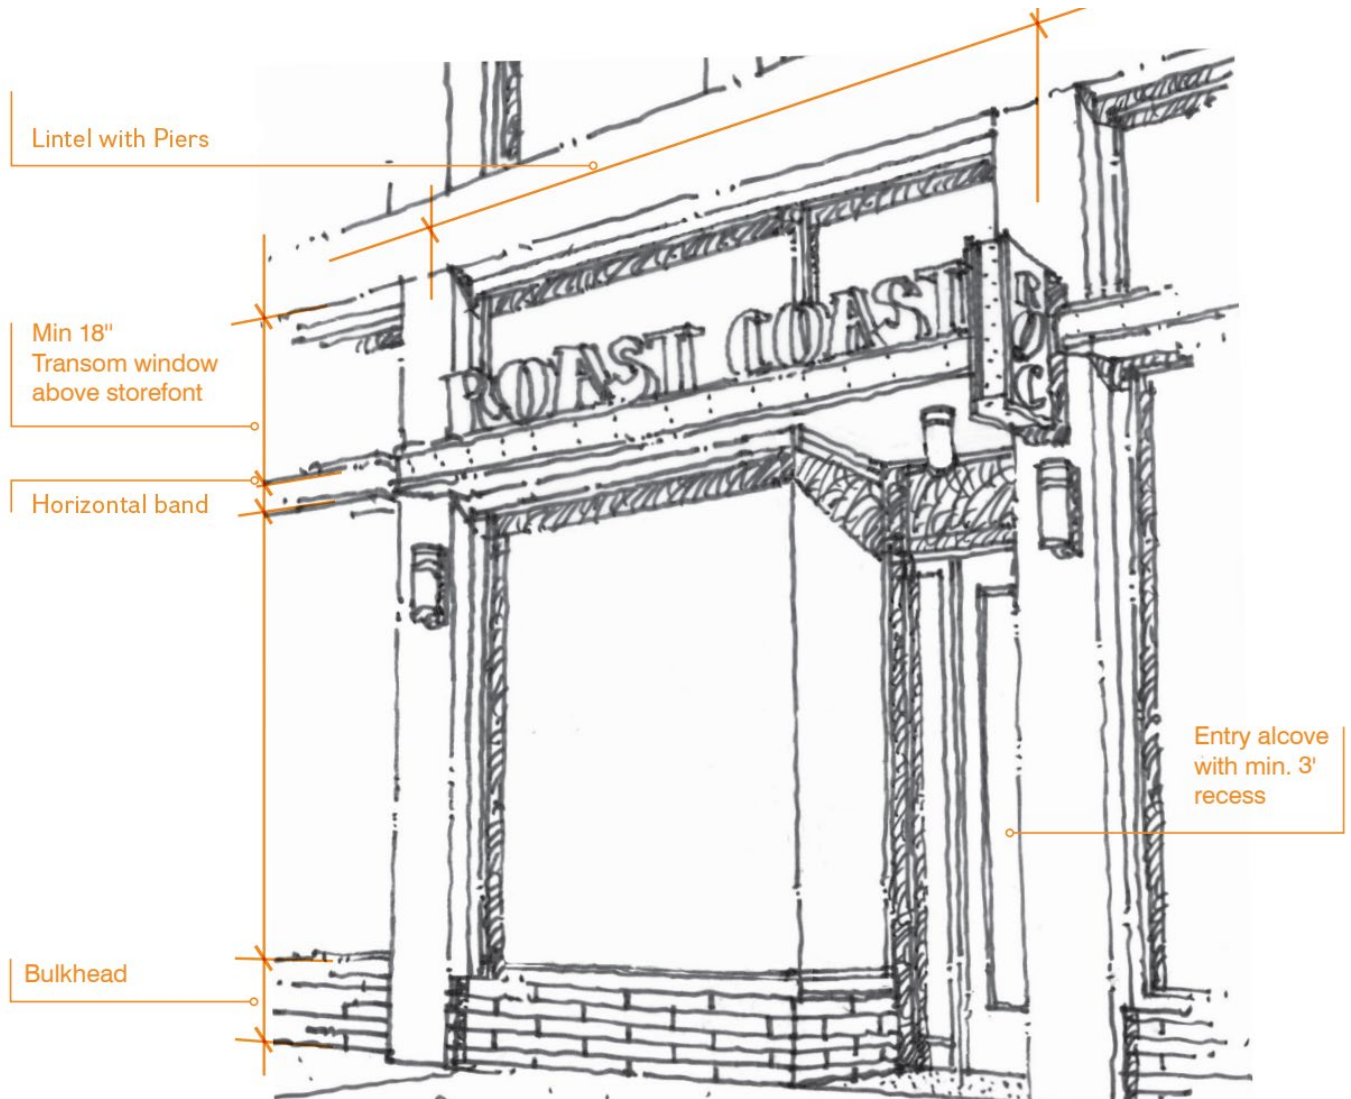 Lintel with Piers
Min 18"
Transom window
above storefont
Horizontal band
Bulkhead
ROAST COAST
ROC
Entry alcove
with min. 3'
recess